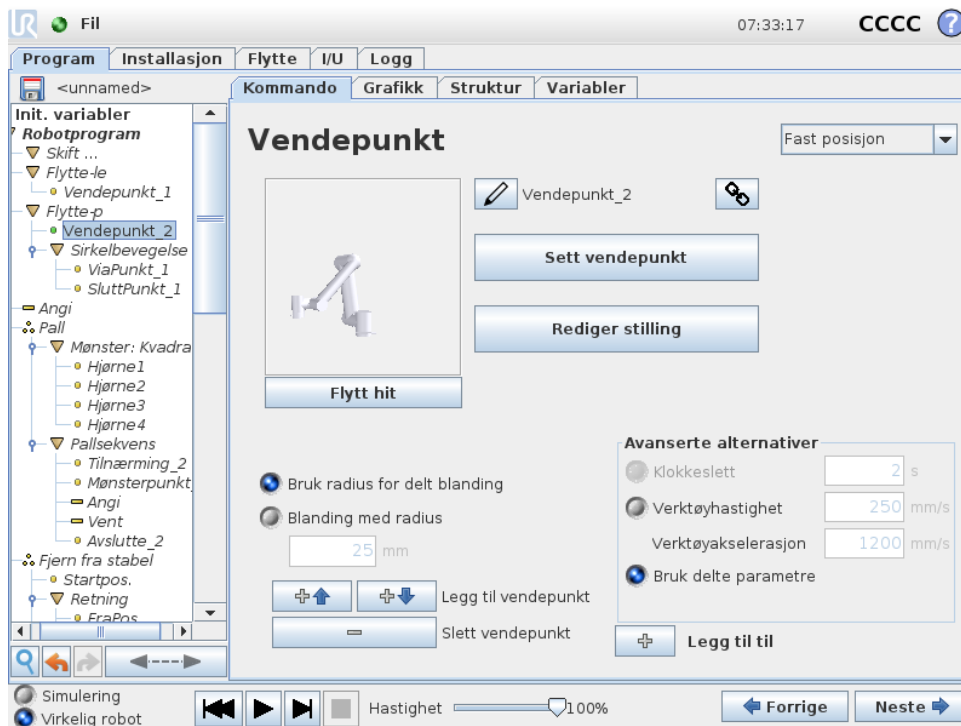 UR Fil 07:33:17 CCCC ?
Program Installasjon Flytte I/U Logg
<unnamed>
Kommando Grafikk Struktur Variabler
Init. variabler
Robotprogram
Skift ...
Flytte-le
Vendepunkt_1
Flytte-p
Vendepunkt_2
Sirkelbevegelse
ViaPunkt_1
SluttPunkt_1
Angi
Pall
Mønster: Kvadra
Hjørne1
Hjørne2
Hjørne3
Hjørne4
Pallsekvens
Tilnærming_2
Mønsterpunkt
Angi
Vent
Avslutte_2
Fjern fra stabel
Startpos.
Retning
FraPos
Vendepunkt
Fast posisjon
Vendepunkt_2
Sett vendepunkt
Rediger stilling
Flytt hit
Bruk radius for delt blanding
Blanding med radius
25 mm
Legg til vendepunkt
Slett vendepunkt
Avanserte alternativer
Klokkeslett 2 s
Verktøyhastighet 250 mm/s
Verktøyakselerasjon 1200 mm/s
Bruk delte parametre
Legg til til
Simulering
Virkelig robot
Hastighet 100%
Forrige Neste